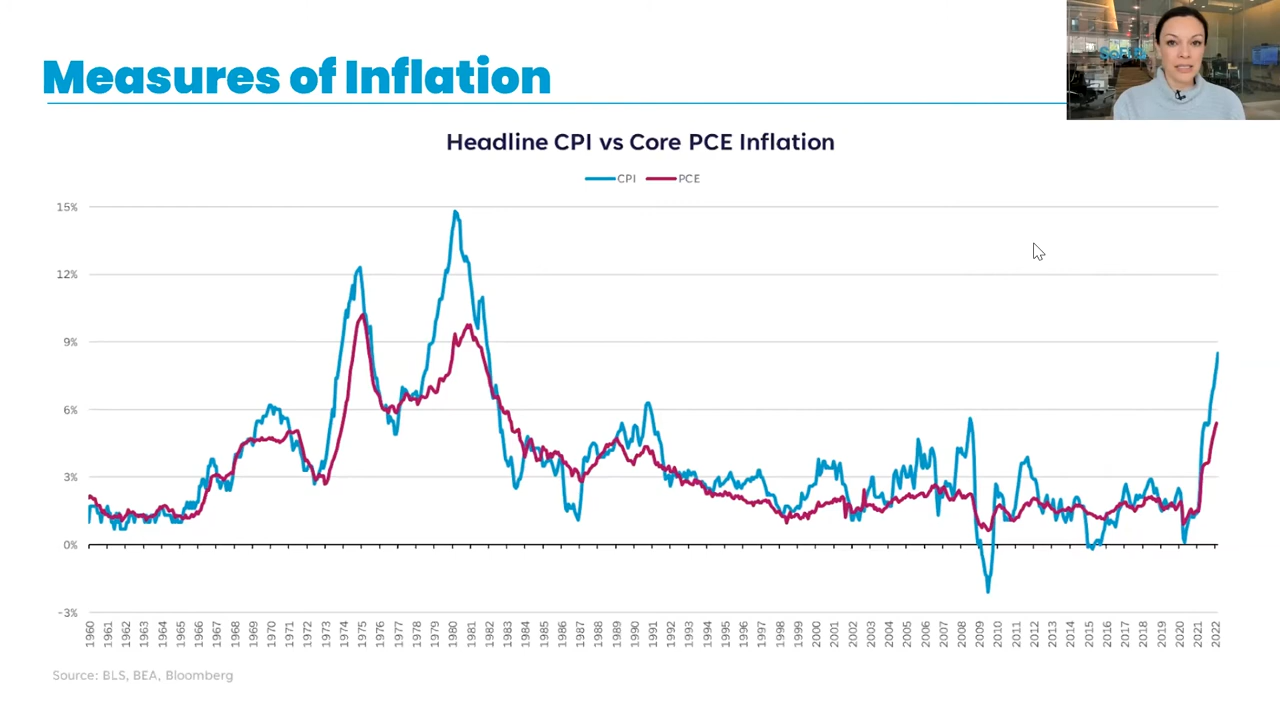 Measures of Inflation
Headline CPI vs Core PCE Inflation
CPI PCE
15%
12%
9%
6%
3%
0%
-3%
1960 1961 1962 1963 1964 1965 1966 1967 1968 1969 1970 1971 1972 1973 1974 1975 1976 1977 1978 1979 1980 1981 1982 1983 1984 1985 1986 1987 1988 1989 1990 1991 1992 1993 1994 1995 1996 1997 1998 1999 2000 2001 2002 2003 2004 2005 2006 2007 2008 2009 2010 2011 2012 2013 2014 2015 2016 2017 2018 2019 2020 2021 2022
Source: BLS, BEA, Bloomberg